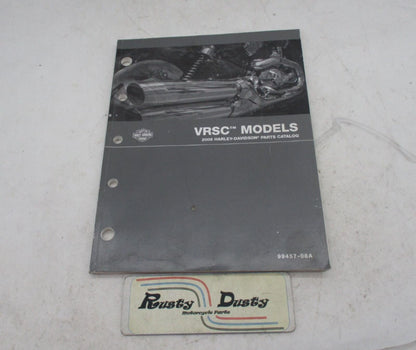 VRSC™ MODELS
2008 HARLEY-DAVIDSON® PARTS CATALOG
99457-08A
Rusty Dusty
Motorcycle Parts